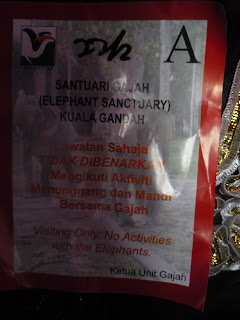 A
SANTUARI GAJAH
(ELEPHANT SANCTUARY)
KUALA GANDAH
Lawatan Sahaja
TIDAK DIBENARKAN
Mengikuti Aktiviti
Menunggang dan Mandi
Bersama Gajah
Visiting Only: No Activities
with the Elephants.
Ketua Unit Gajah